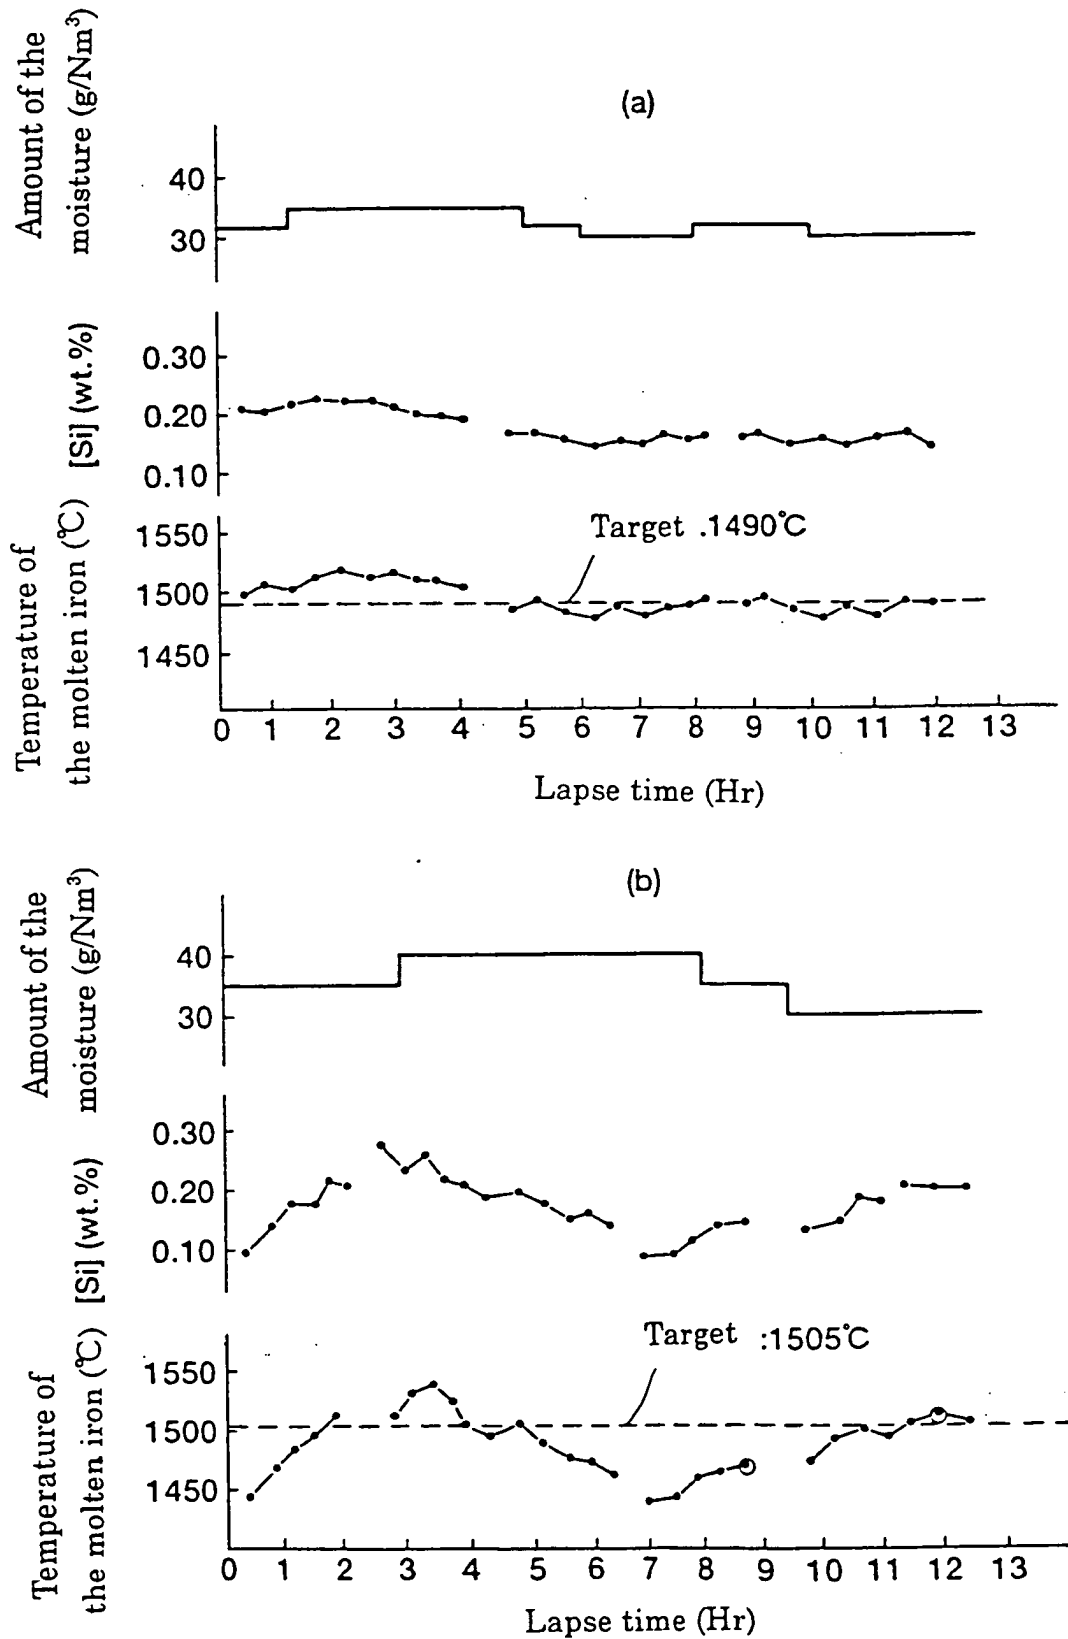 (a)
Amount of the
moisture (g/Nm³)
40
30
[Si] (wt.%)
0.30
0.20
0.10
Temperature of
the molten iron (℃)
Target .1490℃
1550
1500
1450
0 1 2 3 4 5 6 7 8 9 10 11 12 13
Lapse time (Hr)
(b)
Amount of the
moisture (g/Nm³)
40
30
[Si] (wt.%)
0.30
0.20
0.10
Temperature of
the molten iron (℃)
Target :1505℃
1550
1500
1450
0 1 2 3 4 5 6 7 8 9 10 11 12 13
Lapse time (Hr)